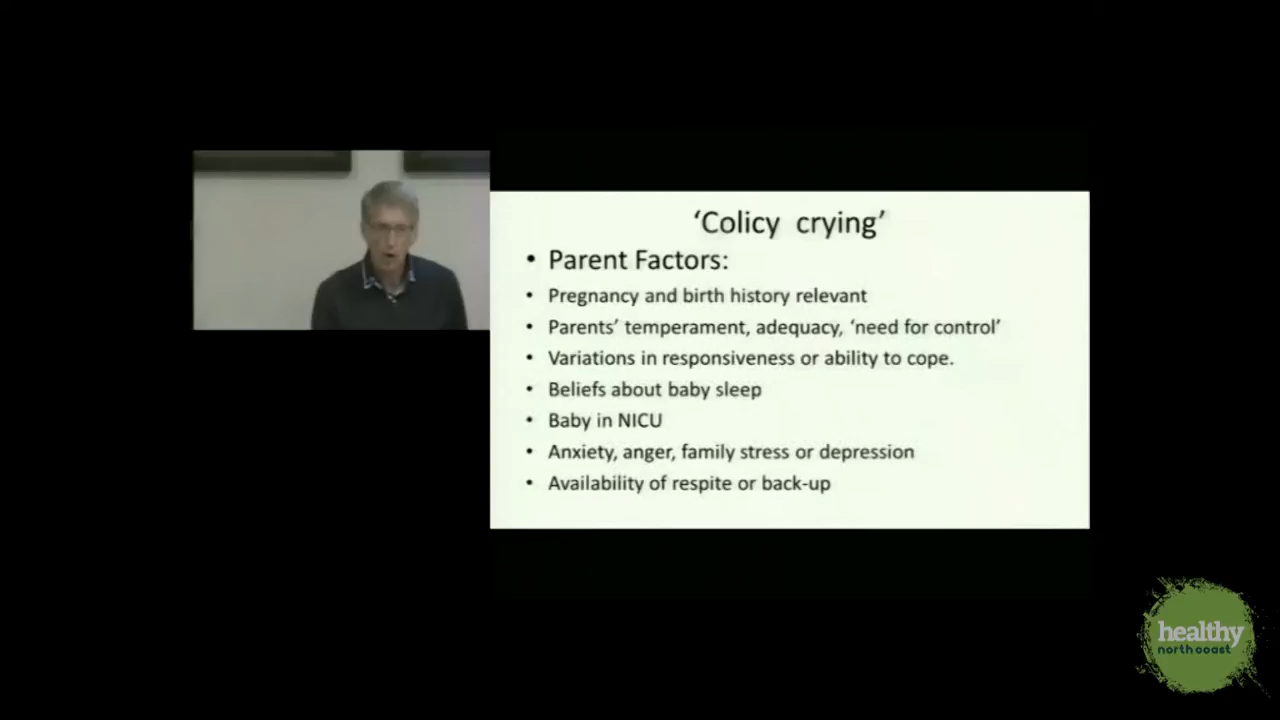 ‘Colicy crying’
• Parent Factors:
• Pregnancy and birth history relevant
• Parents’ temperament, adequacy, ‘need for control’
• Variations in responsiveness or ability to cope.
• Beliefs about baby sleep
• Baby in NICU
• Anxiety, anger, family stress or depression
• Availability of respite or back-up
healthy
north coast